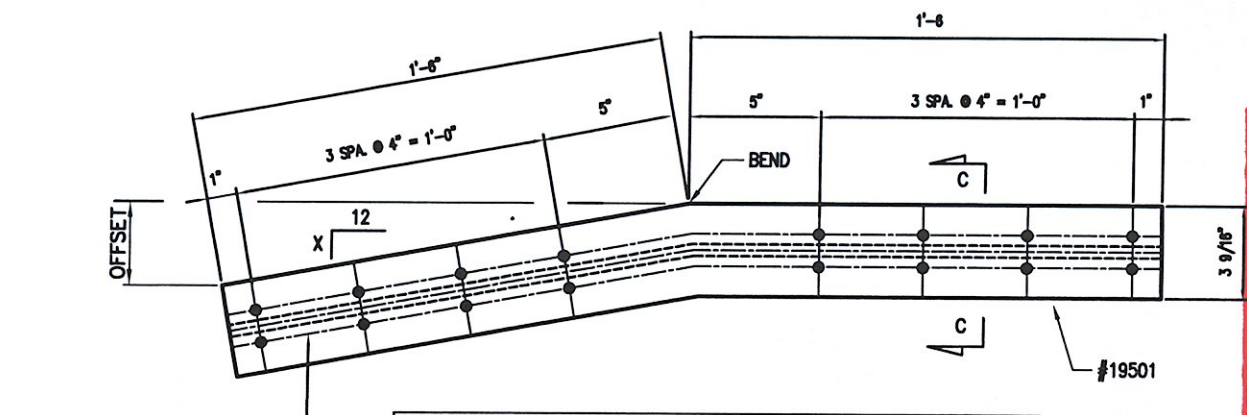 1'-6
1'-6"
5"
3 SPA. @ 4" = 1'-0"
1"
5"
3 SPA. @ 4" = 1'-0"
1"
BEND
C
OFFSET
12
X
3 9/16"
C
#19501